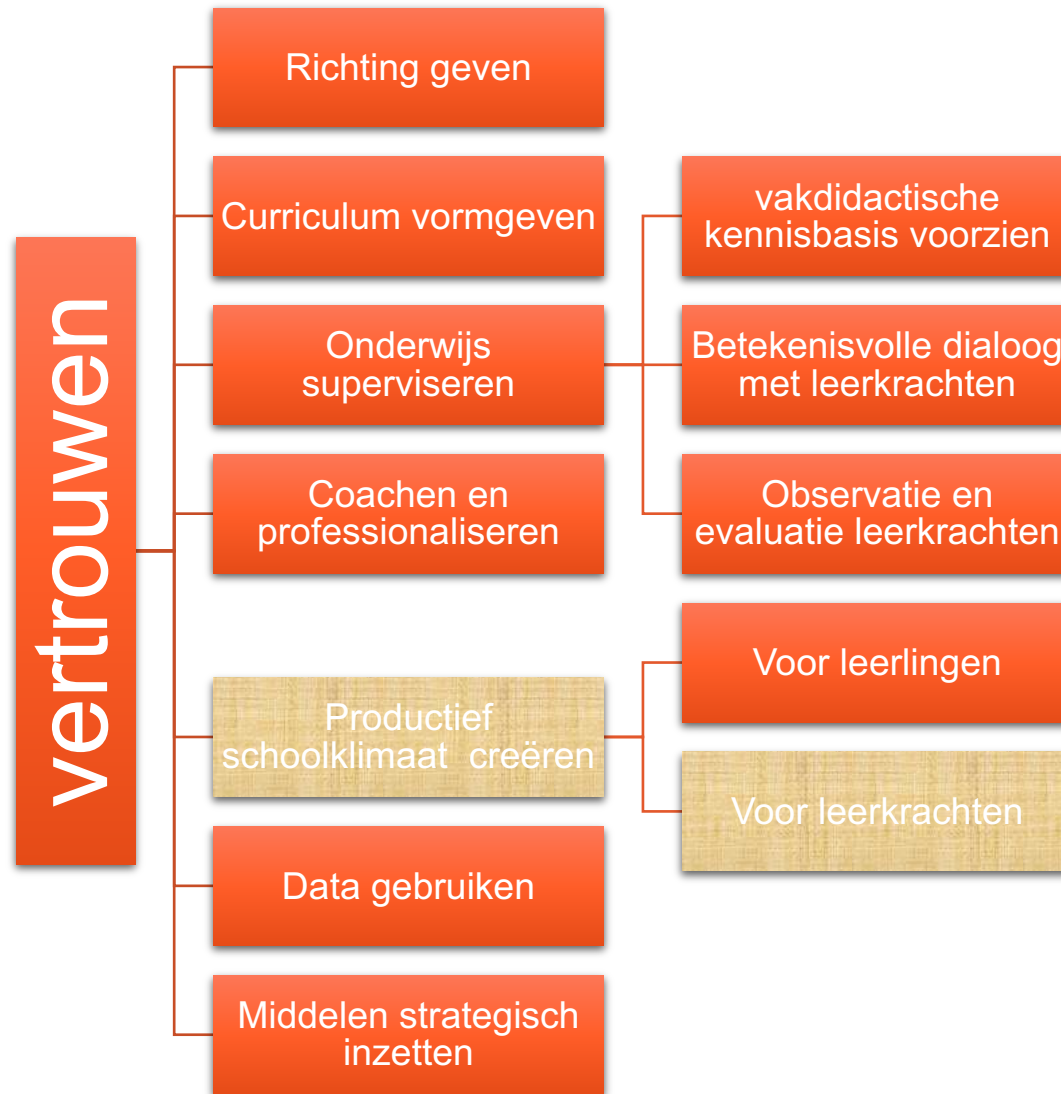 vertrouwen
Richting geven
Curriculum vormgeven
Onderwijs
superviseren
Coachen en
professionaliseren
Productief
schoolklimaat  creëren
Data gebruiken
Middelen strategisch
inzetten
vakdidactische
kennisbasis voorzien
Betekenisvolle dialoog
met leerkrachten
Observatie en
evaluatie leerkrachten
Voor leerlingen
Voor leerkrachten